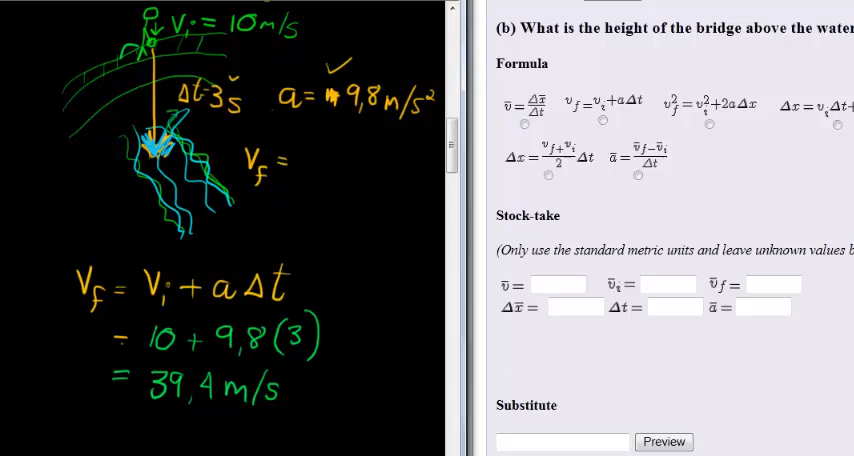 Vi = 10m/s
Δt=3s
a = 9,8 m/s²
Vf =
Vf = Vi + a Δt
= 10 + 9,8(3)
= 39,4 m/s
(b) What is the height of the bridge above the water
Formula
v̅=Δx̅/Δt vf=vi+aΔt vf²=vi²+2aΔx Δx=viΔt+
Δx=(vf+vi)/2 Δt a̅=(v̅f−v̅i)/Δt
Stock-take
(Only use the standard metric units and leave unknown values b
v̅= v̅i= v̅f=
Δx̅= Δt= a̅=
Substitute
Preview